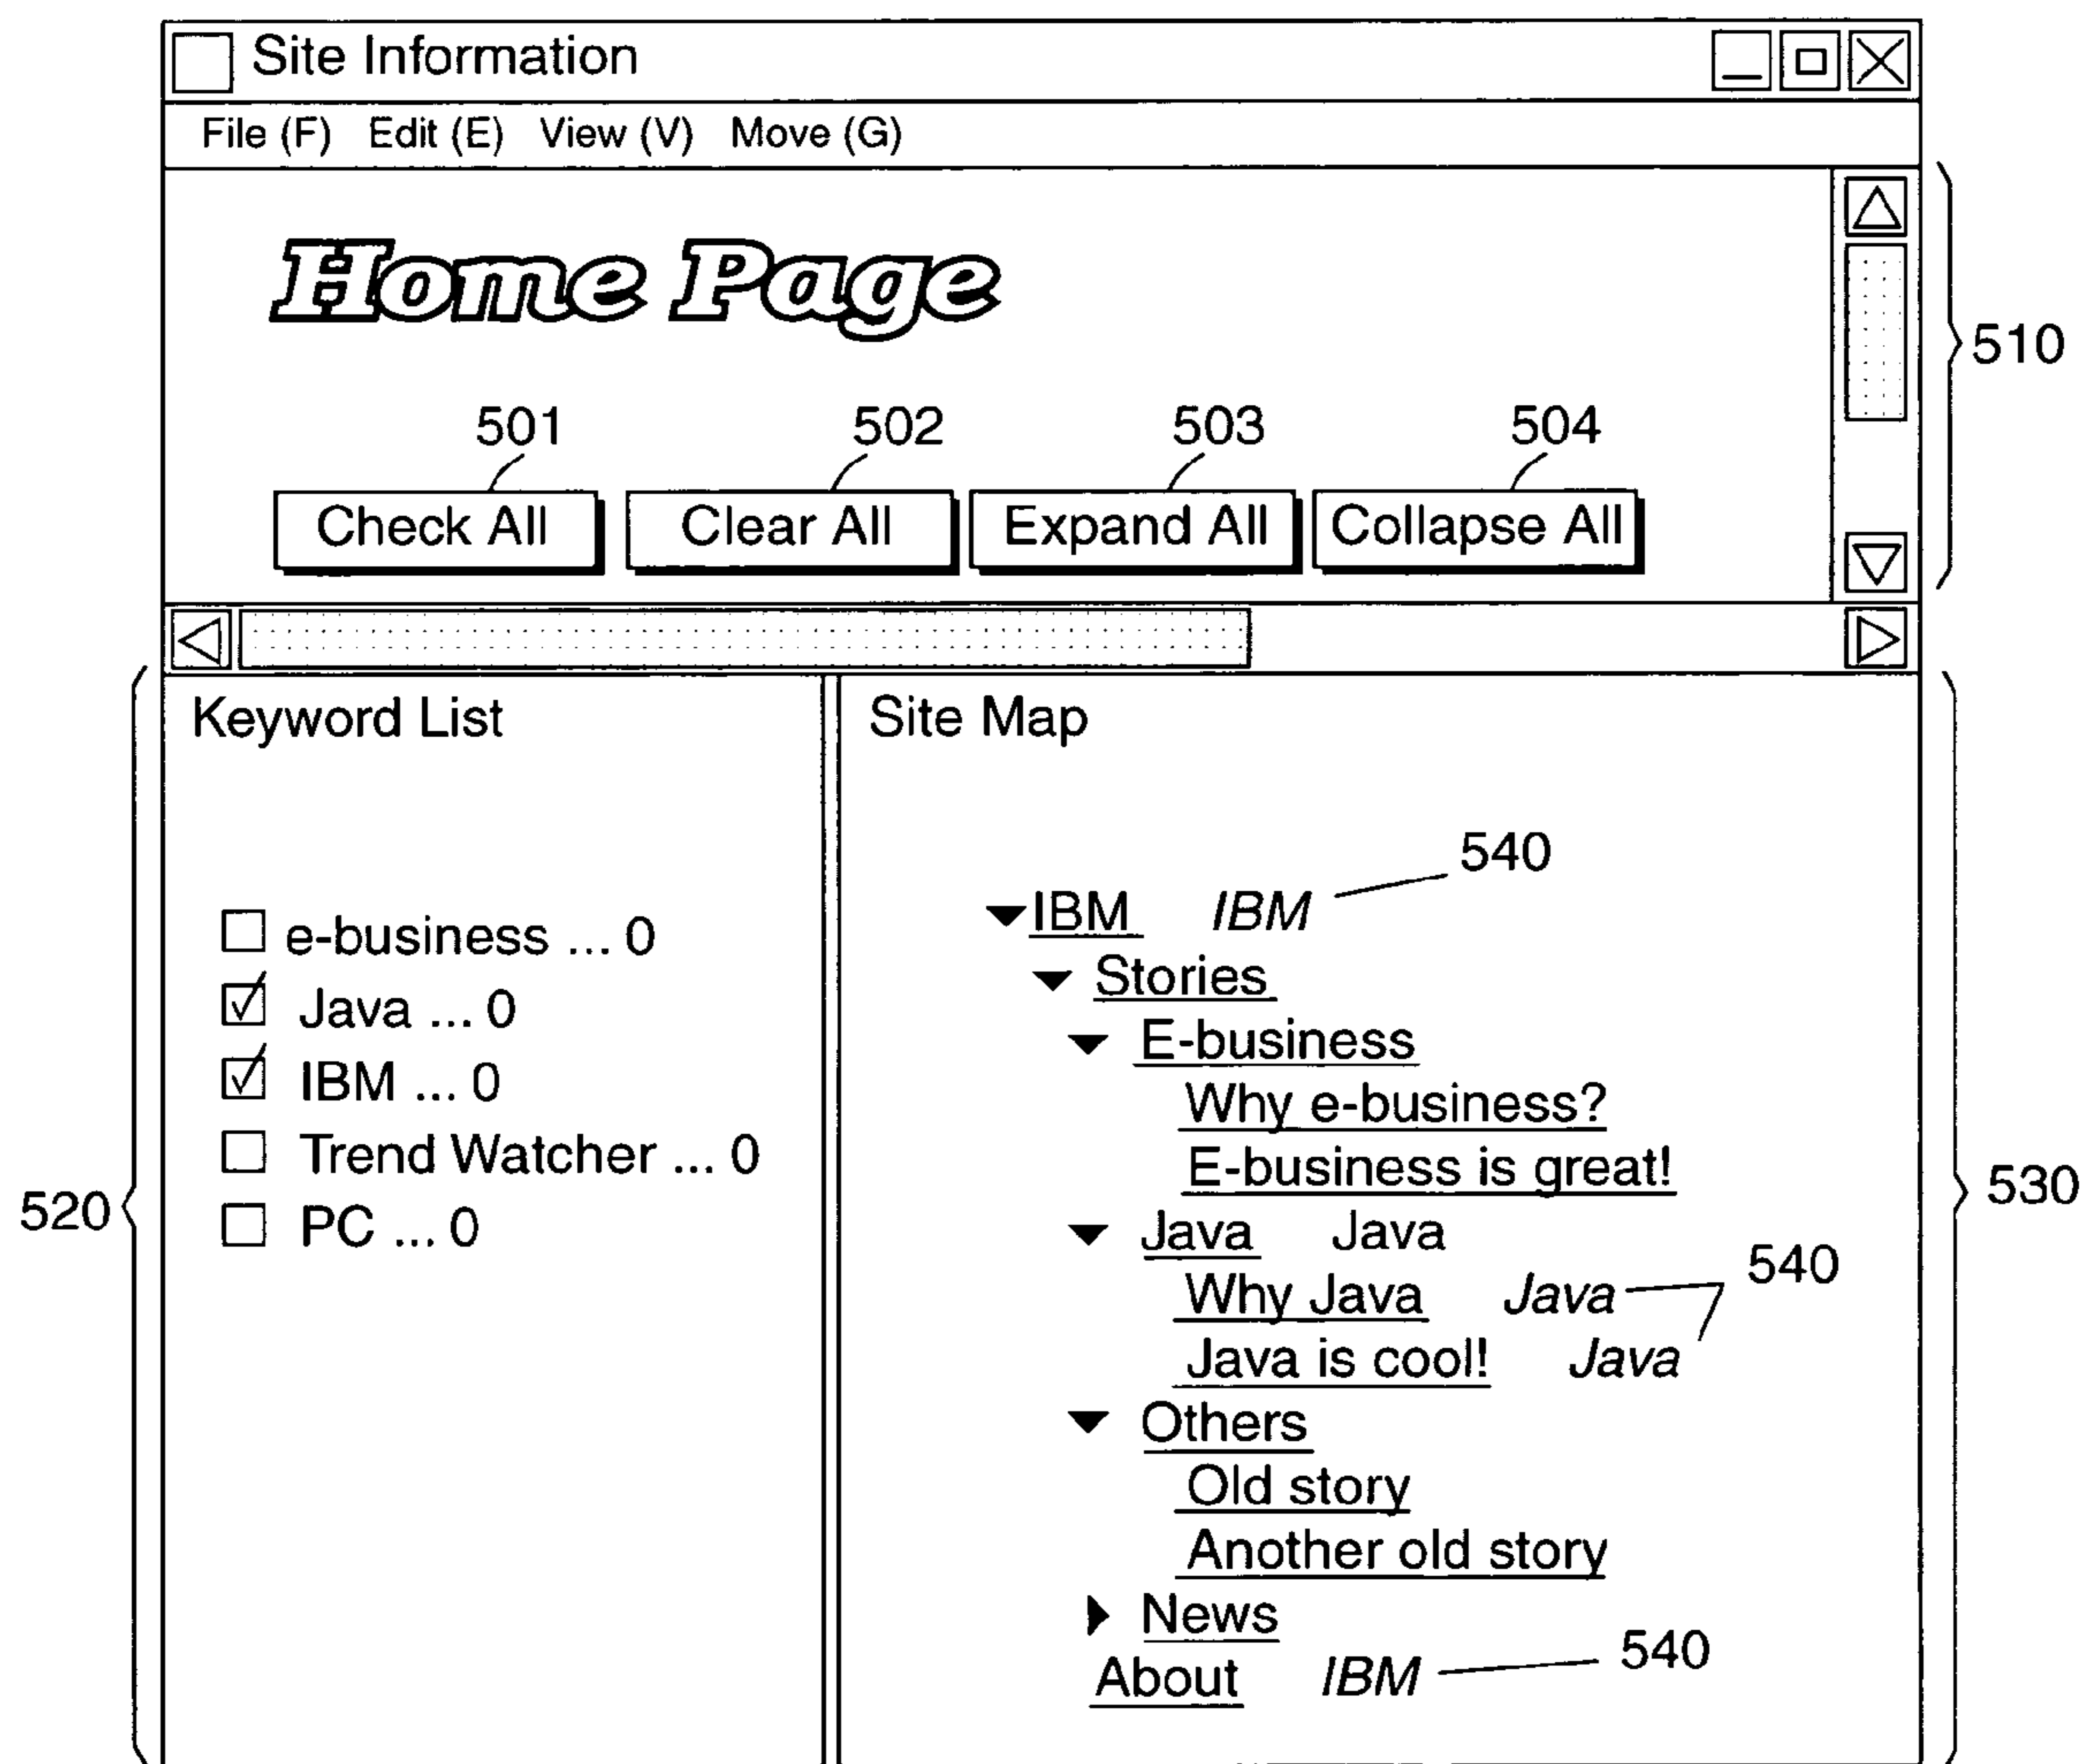 Site Information
File (F) Edit (E) View (V) Move (G)
Home Page
510
501 502 503 504
Check All Clear All Expand All Collapse All
Keyword List
e-business ... 0
Java ... 0
IBM ... 0
Trend Watcher ... 0
PC ... 0
520
Site Map
540
IBM IBM
Stories
E-business
Why e-business?
E-business is great!
530
Java Java
540
Why Java Java
Java is cool! Java
Others
Old story
Another old story
News
540
About IBM